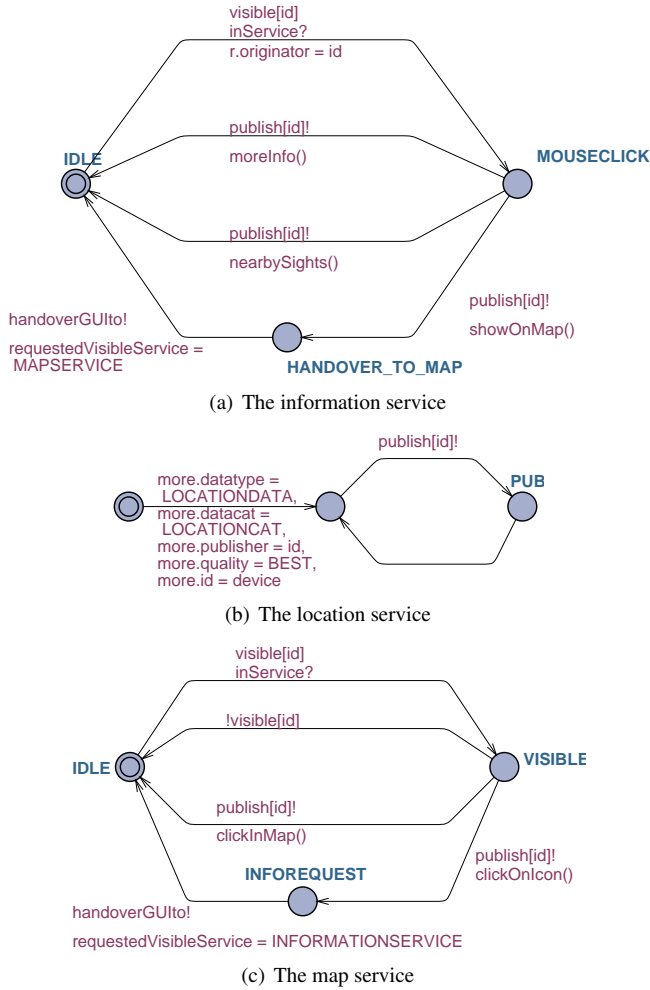 visible[id]
inService?
r.originator = id
publish[id]!
moreInfo()
IDLE
MOUSECLICK
publish[id]!
nearbySights()
publish[id]!
showOnMap()
handoverGUIto!
requestedVisibleService =
MAPSERVICE
HANDOVER_TO_MAP
(a) The information service
publish[id]!
PUB
more.datatype =
LOCATIONDATA,
more.datacat =
LOCATIONCAT,
more.publisher = id,
more.quality = BEST,
more.id = device
(b) The location service
visible[id]
inService?
!visible[id]
IDLE
VISIBLE
publish[id]!
clickInMap()
publish[id]!
clickOnIcon()
INFOREQUEST
handoverGUIto!
requestedVisibleService = INFORMATIONSERVICE
(c) The map service